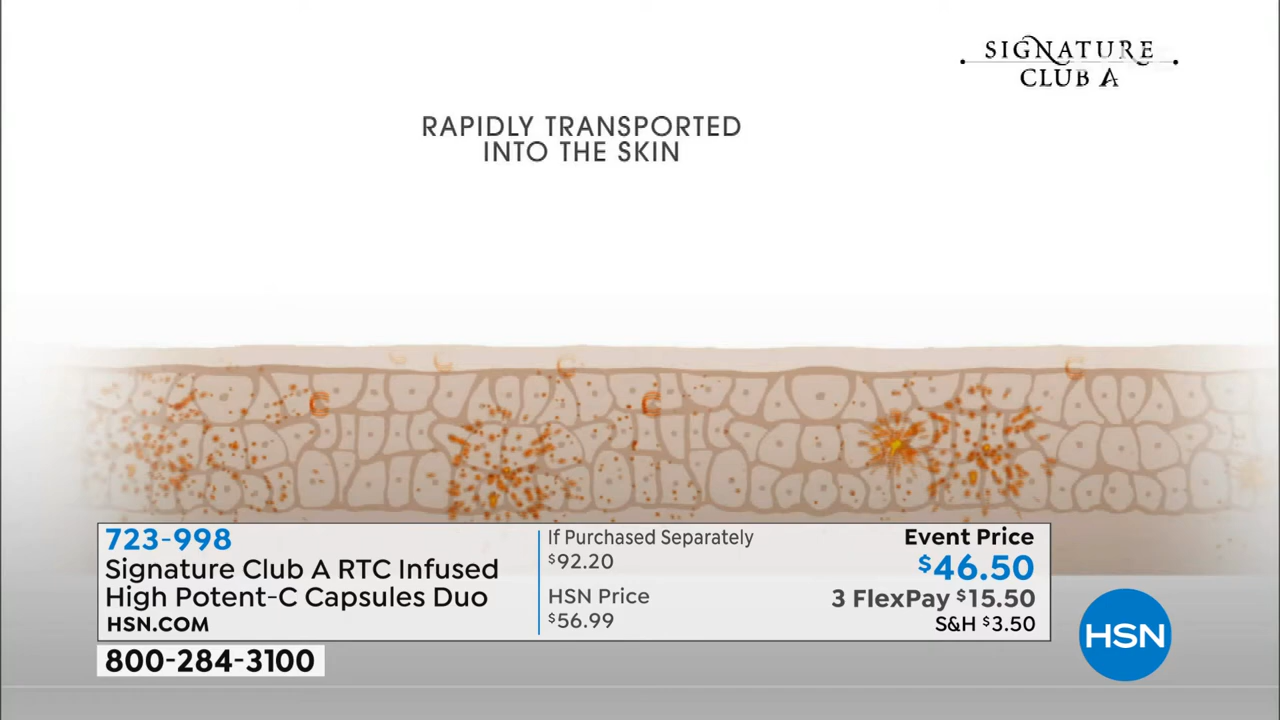 SIGNATURE
CLUB A
RAPIDLY TRANSPORTED
INTO THE SKIN
C
C
C
C
C
723-998
Signature Club A RTC Infused
High Potent-C Capsules Duo
HSN.COM
800-284-3100
If Purchased Separately
$92.20
HSN Price
$56.99
Event Price
$46.50
3 FlexPay $15.50
S&H $3.50
HSN